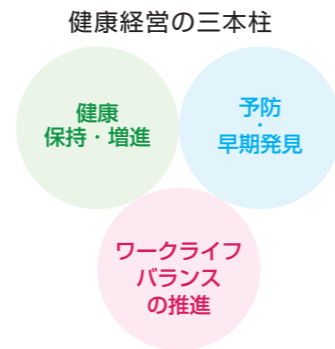 健康経営の三本柱
健康
保持・増進
予防
・
早期発見
ワークライフ
バランス
の推進